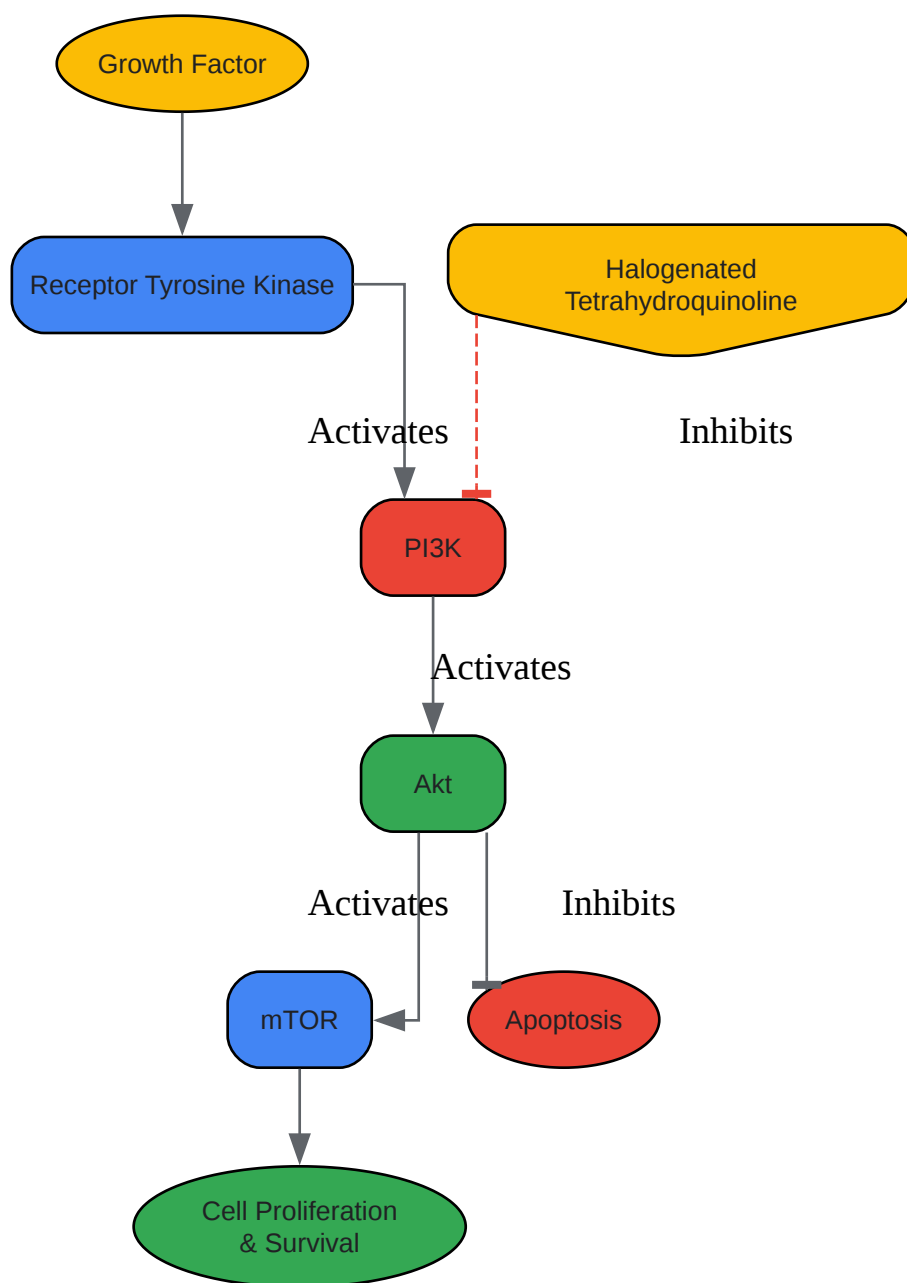 Growth Factor
Receptor Tyrosine Kinase
Halogenated
Tetrahydroquinoline
Activates
Inhibits
PI3K
Activates
Akt
Activates
Inhibits
mTOR
Apoptosis
Cell Proliferation
& Survival